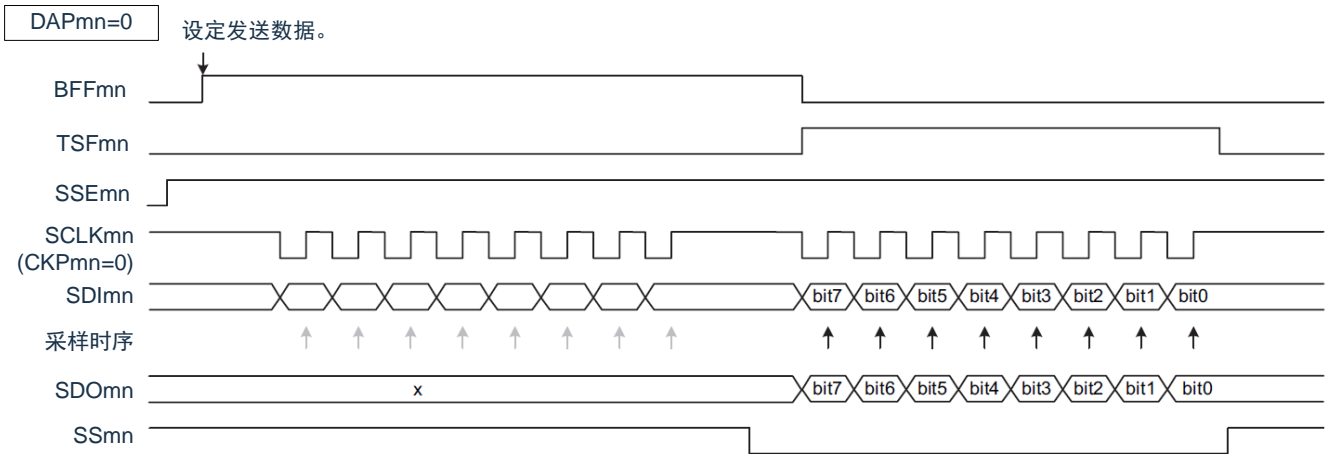 DAPmn=0
设定发送数据。
BFFmn
TSFmn
SSEmn
SCLKmn
(CKPmn=0)
SDImn bit7 bit6 bit5 bit4 bit3 bit2 bit1 bit0
采样时序
SDOmn x bit7 bit6 bit5 bit4 bit3 bit2 bit1 bit0
SSmn